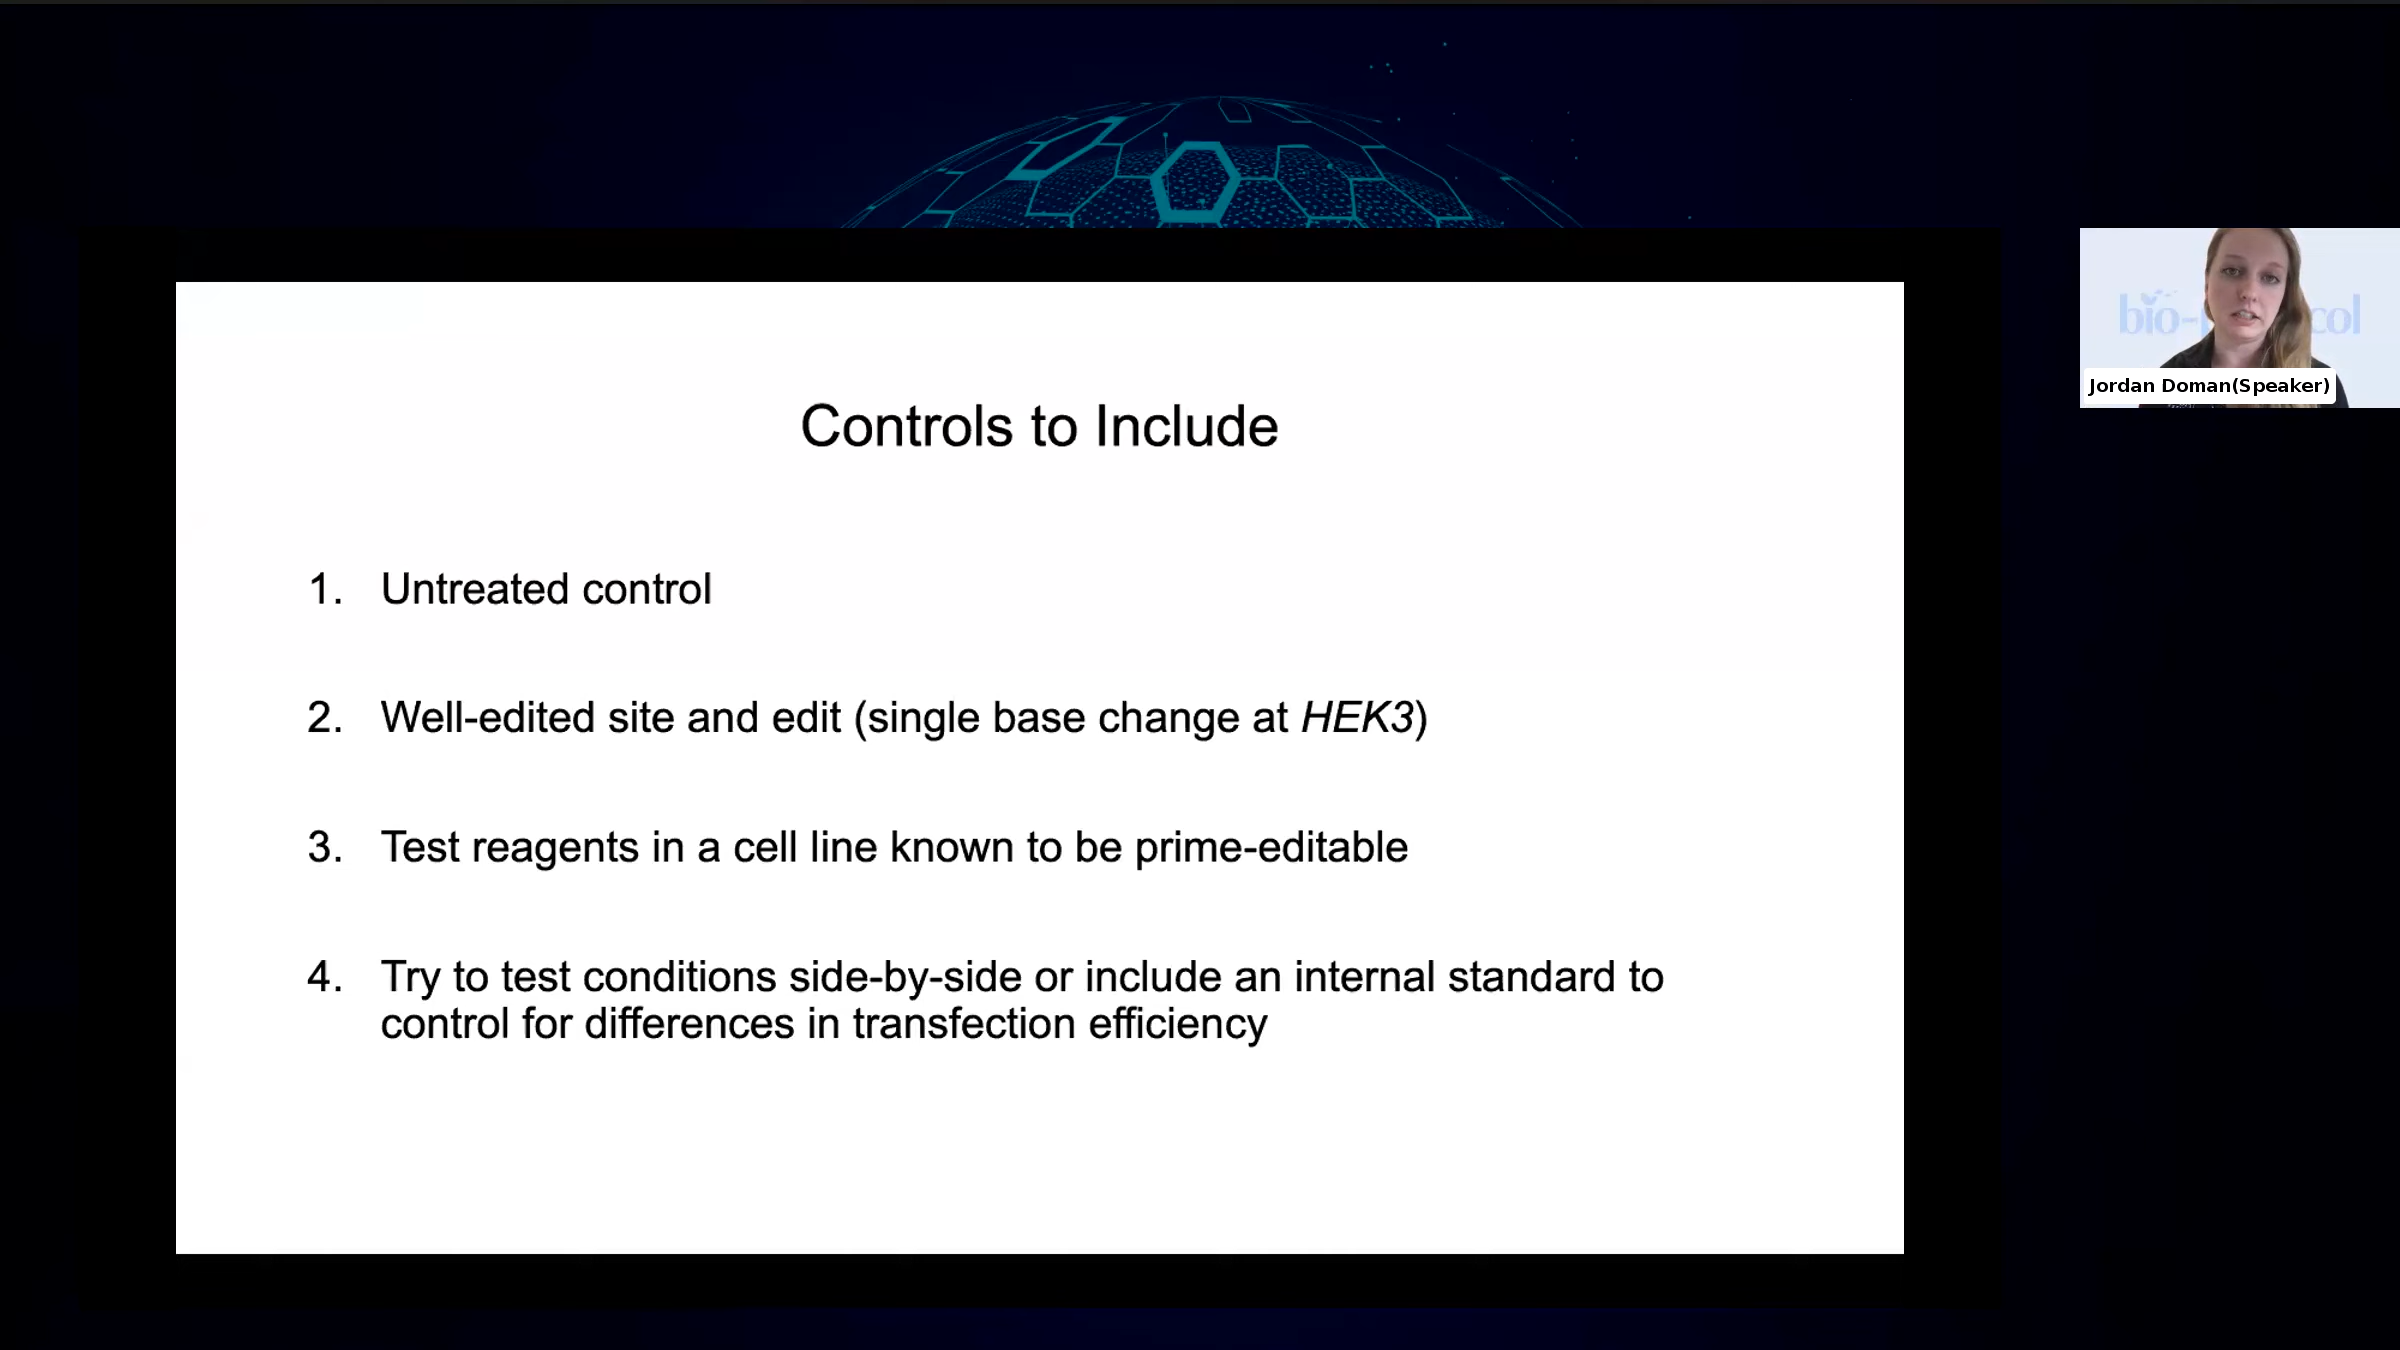 Controls to Include
1. Untreated control
2. Well-edited site and edit (single base change at HEK3)
3. Test reagents in a cell line known to be prime-editable
4. Try to test conditions side-by-side or include an internal standard to
control for differences in transfection efficiency
bio-    col
Jordan Doman(Speaker)